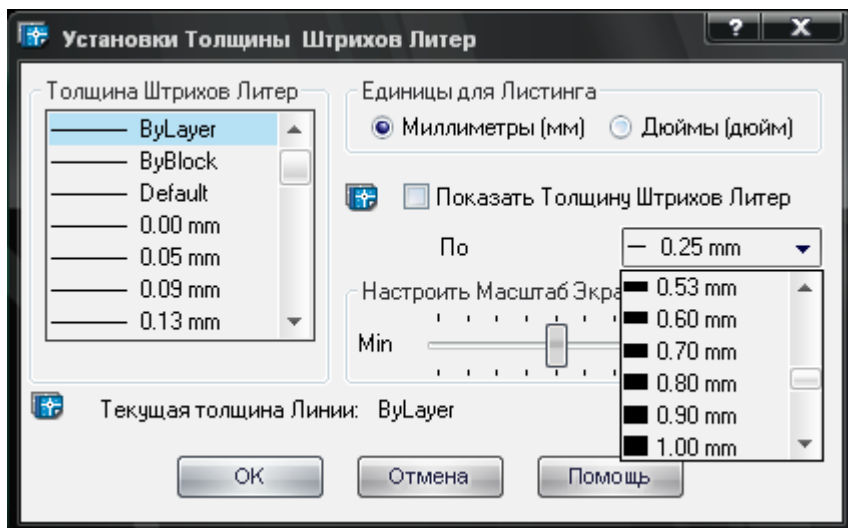 Установки Толщины Штрихов Литер
? X
Толщина Штрихов Литер
ByLayer
ByBlock
Default
0.00 mm
0.05 mm
0.09 mm
0.13 mm
Единицы для Листинга
Миллиметры (мм) Дюймы (дюйм)
Показать Толщину Штрихов Литер
По 0.25 mm
0.53 mm
0.60 mm
0.70 mm
0.80 mm
0.90 mm
1.00 mm
Настроить Масштаб Экра
Min
Текущая толщина Линии: ByLayer
OK Отмена Помощь